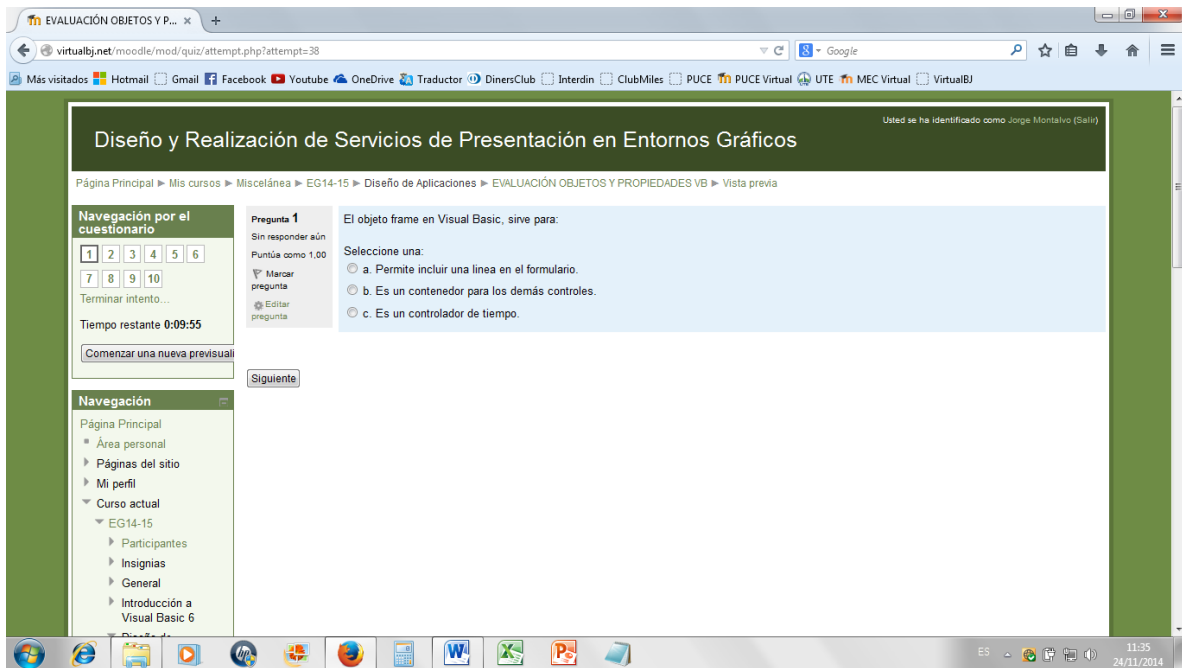 EVALUACIÓN OBJETOS Y P...
virtualbj.net/moodle/mod/quiz/attempt.php?attempt=38
Google
Más visitados Hotmail Gmail Facebook Youtube OneDrive Traductor DinersClub Interdin ClubMiles PUCE PUCE Virtual UTE MEC Virtual VirtualBJ
Usted se ha identificado como Jorge Montalvo (Salir)
Diseño y Realización de Servicios de Presentación en Entornos Gráficos
Página Principal ► Mis cursos ► Miscelánea ► EG14-15 ► Diseño de Aplicaciones ► EVALUACIÓN OBJETOS Y PROPIEDADES VB ► Vista previa
Navegación por el
cuestionario
1 2 3 4 5 6
7 8 9 10
Terminar intento...
Tiempo restante 0:09:55
Comenzar una nueva previsuali
Pregunta 1
Sin responder aún
Puntúa como 1,00
Marcar
pregunta
Editar
pregunta
El objeto frame en Visual Basic, sirve para:
Seleccione una:
a. Permite incluir una linea en el formulario.
b. Es un contenedor para los demás controles.
c. Es un controlador de tiempo.
Siguiente
Navegación
Página Principal
Área personal
Páginas del sitio
Mi perfil
Curso actual
EG14-15
Participantes
Insignias
General
Introducción a
Visual Basic 6
Diseño de
ES
11:35
24/11/2014